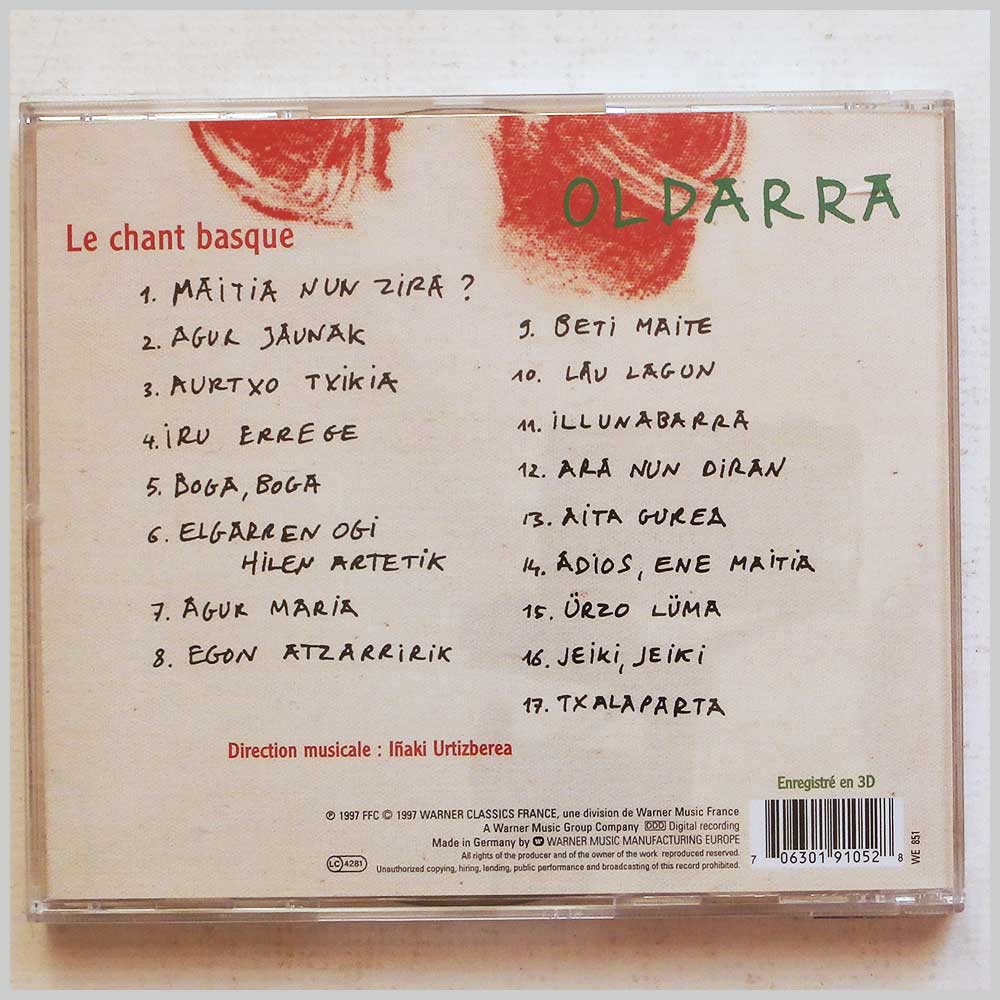 OLDARRA
Le chant basque
1. MAITIA NUN ZIRA ?
2. AGUR JAUNAK
3. AURTXO TXIKIA
4. IRU ERREGE
5. BOGA, BOGA
6. ELGARREN OGI
HILEN ARTETIK
7. AGUR MARIA
8. EGON ATZARRIRIK
9. BETI MAITE
10. LAU LAGUN
11. ILLUNABARRA
12. ARA NUN DIRAN
13. AITA GUREA
14. ADIOS, ENE MAITIA
15. ÜRZO LÜMA
16. JEIKI, JEIKI
17. TXALAPARTA
Direction musicale : Iñaki Urtizberea
Enregistré en 3D
℗ 1997 FFC © 1997 WARNER CLASSICS FRANCE, une division de Warner Music France
A Warner Music Group Company DDD Digital recording
Made in Germany by WARNER MUSIC MANUFACTURING EUROPE
All rights of the producer and of the owner of the work reproduced reserved.
LC 4281 Unauthorized copying, hiring, lending, public performance and broadcasting of this record prohibited.
7 06301 91052 8
WE 851